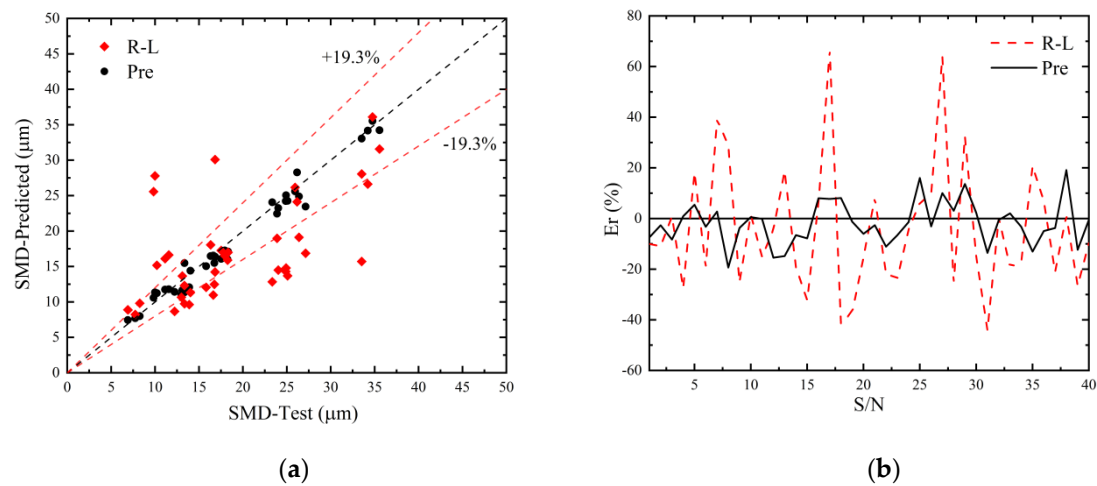 R-L
Pre
+19.3%
-19.3%
SMD-Predicted (μm)
50
45
40
35
30
25
20
15
10
5
0
0 5 10 15 20 25 30 35 40 45 50
SMD-Test (μm)
(a)
R-L
Pre
Er (%)
80
60
40
20
0
-20
-40
-60
5 10 15 20 25 30 35 40
S/N
(b)